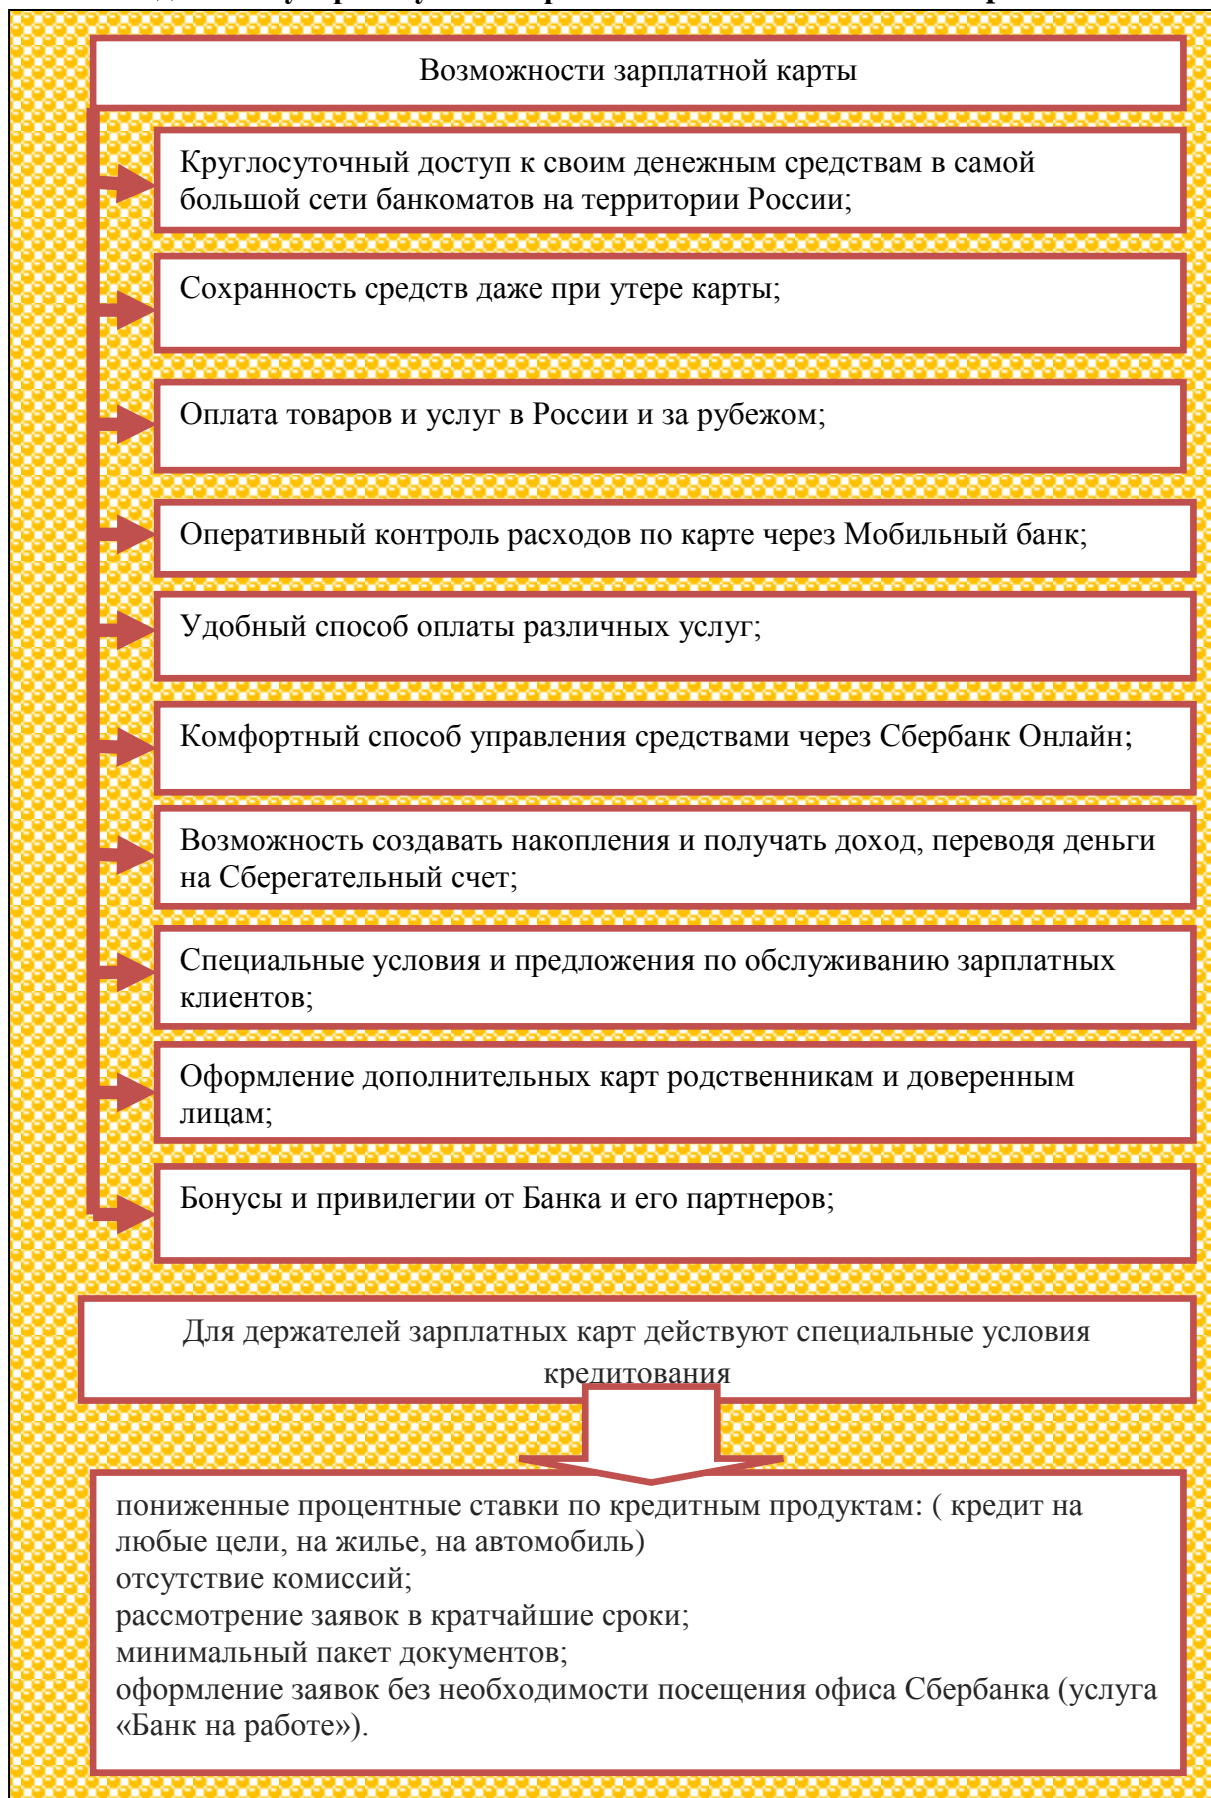 Возможности зарплатной карты
Круглосуточный доступ к своим денежным средствам в самой
большой сети банкоматов на территории России;
Сохранность средств даже при утере карты;
Оплата товаров и услуг в России и за рубежом;
Оперативный контроль расходов по карте через Мобильный банк;
Удобный способ оплаты различных услуг;
Комфортный способ управления средствами через Сбербанк Онлайн;
Возможность создавать накопления и получать доход, переводя деньги
на Сберегательный счет;
Специальные условия и предложения по обслуживанию зарплатных
клиентов;
Оформление дополнительных карт родственникам и доверенным
лицам;
Бонусы и привилегии от Банка и его партнеров;
Для держателей зарплатных карт действуют специальные условия
кредитования
пониженные процентные ставки по кредитным продуктам: ( кредит на
любые цели, на жилье, на автомобиль)
отсутствие комиссий;
рассмотрение заявок в кратчайшие сроки;
минимальный пакет документов;
оформление заявок без необходимости посещения офиса Сбербанка (услуга
«Банк на работе»).